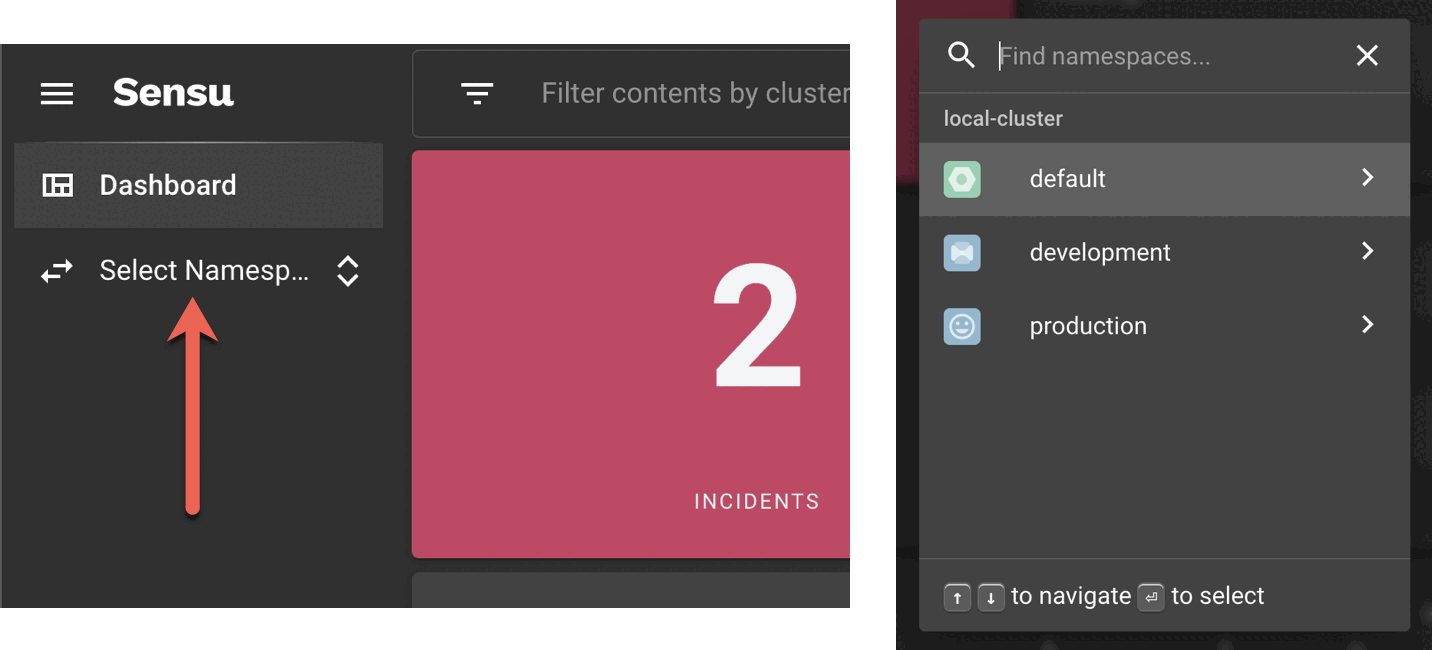 Sensu
Filter contents by cluster
Dashboard
Select Namesp...
2
INCIDENTS
Find namespaces...
local-cluster
default
development
production
↑ ↓ to navigate ⏎ to select